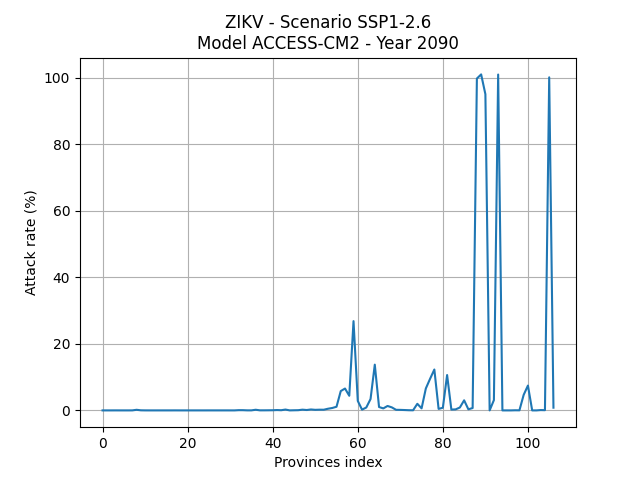 ZIKV - Scenario SSP1-2.6
Model ACCESS-CM2 - Year 2090
100
80
60
40
20
0
Attack rate (%)
0 20 40 60 80 100
Provinces index